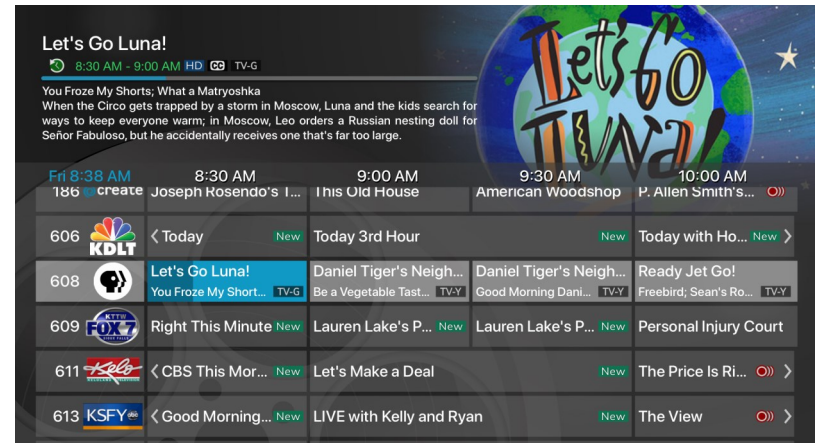 Let's Go Luna!
8:30 AM - 9:00 AM HD CC TV-G
You Froze My Shorts; What a Matryoshka
When the Circo gets trapped by a storm in Moscow, Luna and the kids search for
ways to keep everyone warm; in Moscow, Leo orders a Russian nesting doll for
Señor Fabuloso, but he accidentally receives one that's far too large.
LET'S GO LUNA!
Fri 8:38 AM 8:30 AM 9:00 AM 9:30 AM 10:00 AM
186 create Joseph Rosendo's T... This Old House American Woodshop P. Allen Smith's...
606 KDLT Today New Today 3rd Hour New Today with Ho... New
608 Let's Go Luna! Daniel Tiger's Neigh... Daniel Tiger's Neigh... Ready Jet Go!
You Froze My Short... TV-G Be a Vegetable Tast... TV-Y Good Morning Dani... TV-Y Freebird; Sean's Ro... TV-Y
609 KTTW FOX 7 Right This Minute New Lauren Lake's P... New Lauren Lake's P... New Personal Injury Court
611 Kelo CBS This Mor... New Let's Make a Deal New The Price Is Ri...
613 KSFY abc Good Morning... New LIVE with Kelly and Ryan New The View